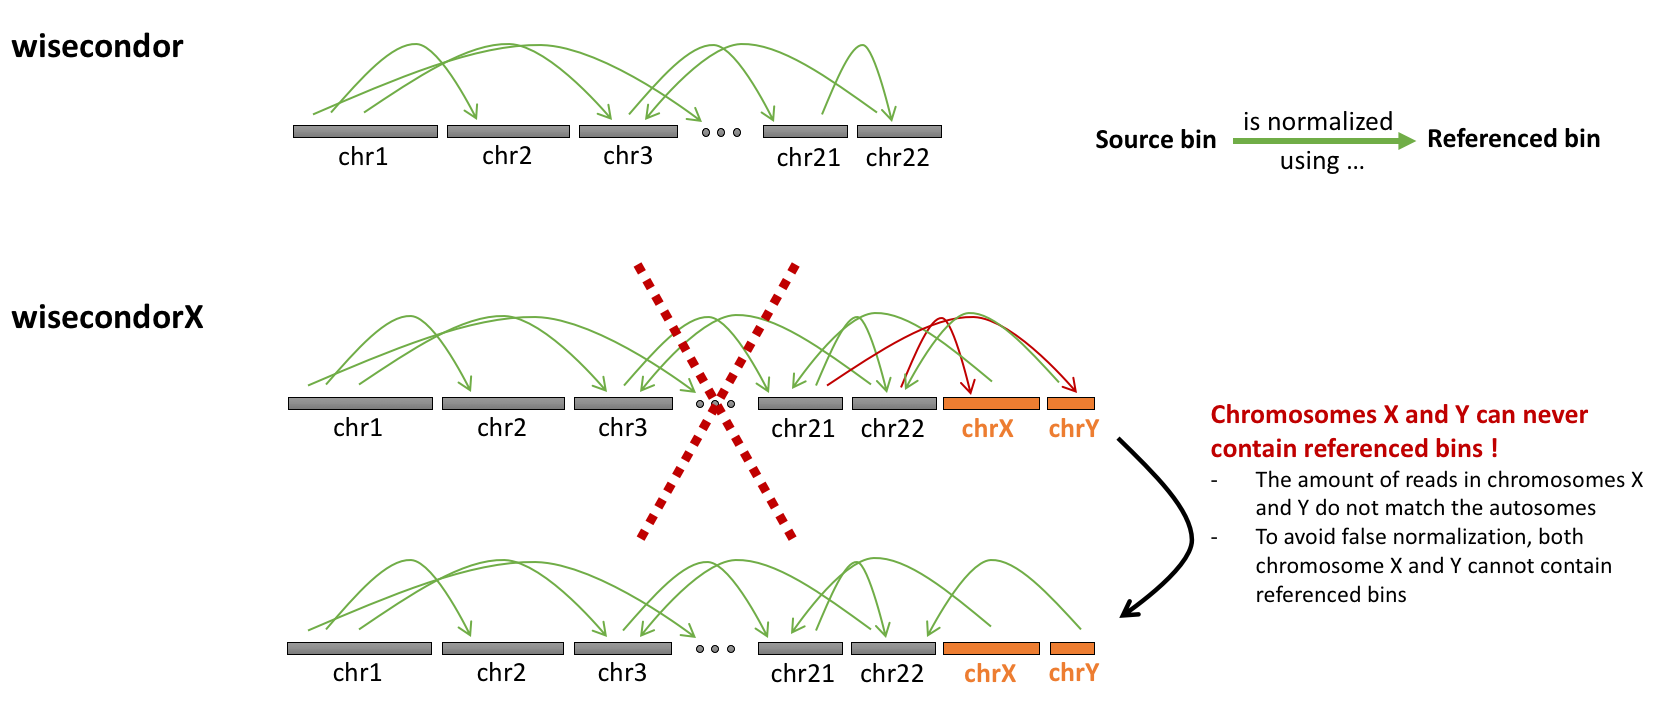 wisecondor
chr1 chr2 chr3 chr21 chr22
Source bin is normalized using ... Referenced bin
wisecondorX
chr1 chr2 chr3 chr21 chr22 chrX chrY
Chromosomes X and Y can never
contain referenced bins !
- The amount of reads in chromosomes X
and Y do not match the autosomes
- To avoid false normalization, both
chromosome X and Y cannot contain
referenced bins
chr1 chr2 chr3 chr21 chr22 chrX chrY